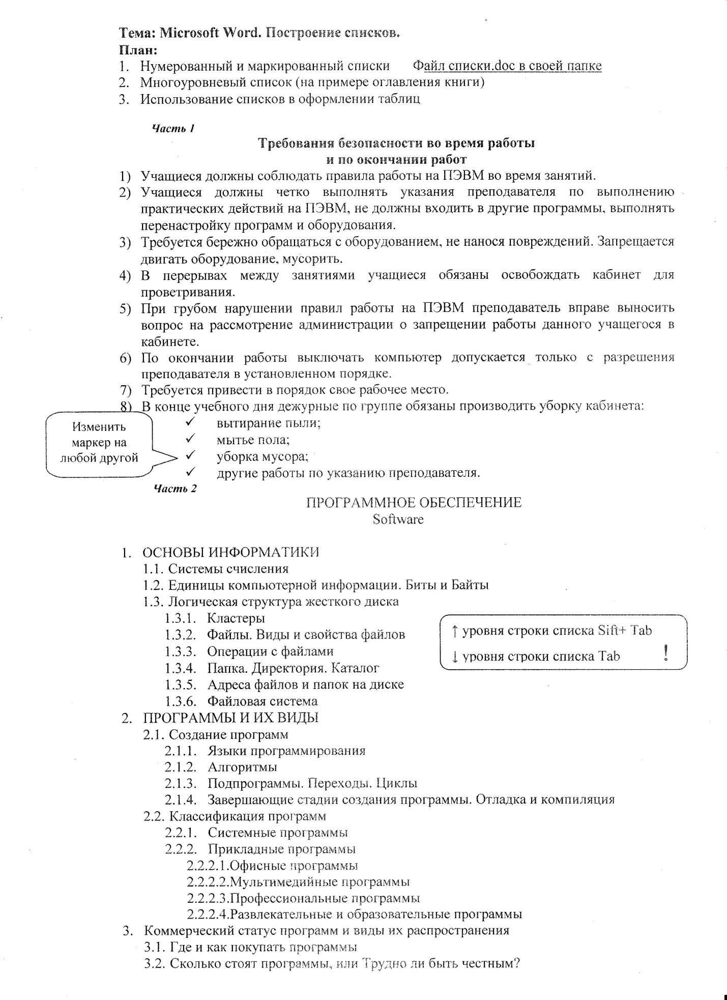 Тема: Microsoft Word. Построение списков.
План:
1. Нумерованный и маркированный списки Файл списки.doc в своей папке
2. Многоуровневый список (на примере оглавления книги)
3. Использование списков в оформлении таблиц
Часть 1
Требования безопасности во время работы
и по окончании работ
1) Учащиеся должны соблюдать правила работы на ПЭВМ во время занятий.
2) Учащиеся должны четко выполнять указания преподавателя по выполнению
практических действий на ПЭВМ, не должны входить в другие программы, выполнять
перенастройку программ и оборудования.
3) Требуется бережно обращаться с оборудованием, не нанося повреждений. Запрещается
двигать оборудование, мусорить.
4) В перерывах между занятиями учащиеся обязаны освобождать кабинет для
проветривания.
5) При грубом нарушении правил работы на ПЭВМ преподаватель вправе выносить
вопрос на рассмотрение администрации о запрещении работы данного учащегося в
кабинете.
6) По окончании работы выключать компьютер допускается только с разрешения
преподавателя в установленном порядке.
7) Требуется привести в порядок свое рабочее место.
8) В конце учебного дня дежурные по группе обязаны производить уборку кабинета:
✓ вытирание пыли;
✓ мытье пола;
✓ уборка мусора;
✓ другие работы по указанию преподавателя.
Изменить
маркер на
любой другой
Часть 2
ПРОГРАММНОЕ ОБЕСПЕЧЕНИЕ
Software
1. ОСНОВЫ ИНФОРМАТИКИ
1.1. Системы счисления
1.2. Единицы компьютерной информации. Биты и Байты
1.3. Логическая структура жесткого диска
1.3.1. Кластеры
1.3.2. Файлы. Виды и свойства файлов
1.3.3. Операции с файлами
1.3.4. Папка. Директория. Каталог
1.3.5. Адреса файлов и папок на диске
1.3.6. Файловая система
↑ уровня строки списка Sift+ Tab
↓ уровня строки списка Tab !
2. ПРОГРАММЫ И ИХ ВИДЫ
2.1. Создание программ
2.1.1. Языки программирования
2.1.2. Алгоритмы
2.1.3. Подпрограммы. Переходы. Циклы
2.1.4. Завершающие стадии создания программы. Отладка и компиляция
2.2. Классификация программ
2.2.1. Системные программы
2.2.2. Прикладные программы
2.2.2.1.Офисные программы
2.2.2.2.Мультимедийные программы
2.2.2.3.Профессиональные программы
2.2.2.4.Развлекательные и образовательные программы
3. Коммерческий статус программ и виды их распространения
3.1. Где и как покупать программы
3.2. Сколько стоят программы, или Трудно ли быть честным?